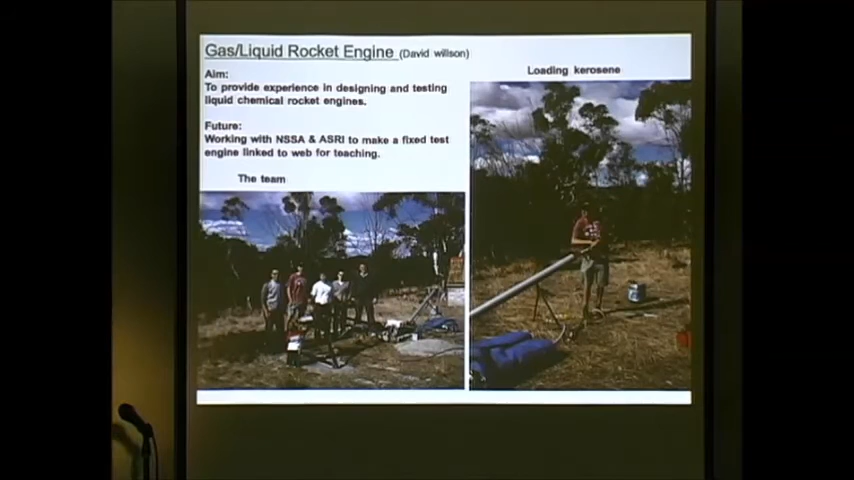 Gas/Liquid Rocket Engine (David willson)
Aim:
To provide experience in designing and testing
liquid chemical rocket engines.
Future:
Working with NSSA & ASRI to make a fixed test
engine linked to web for teaching.
The team
Loading kerosene